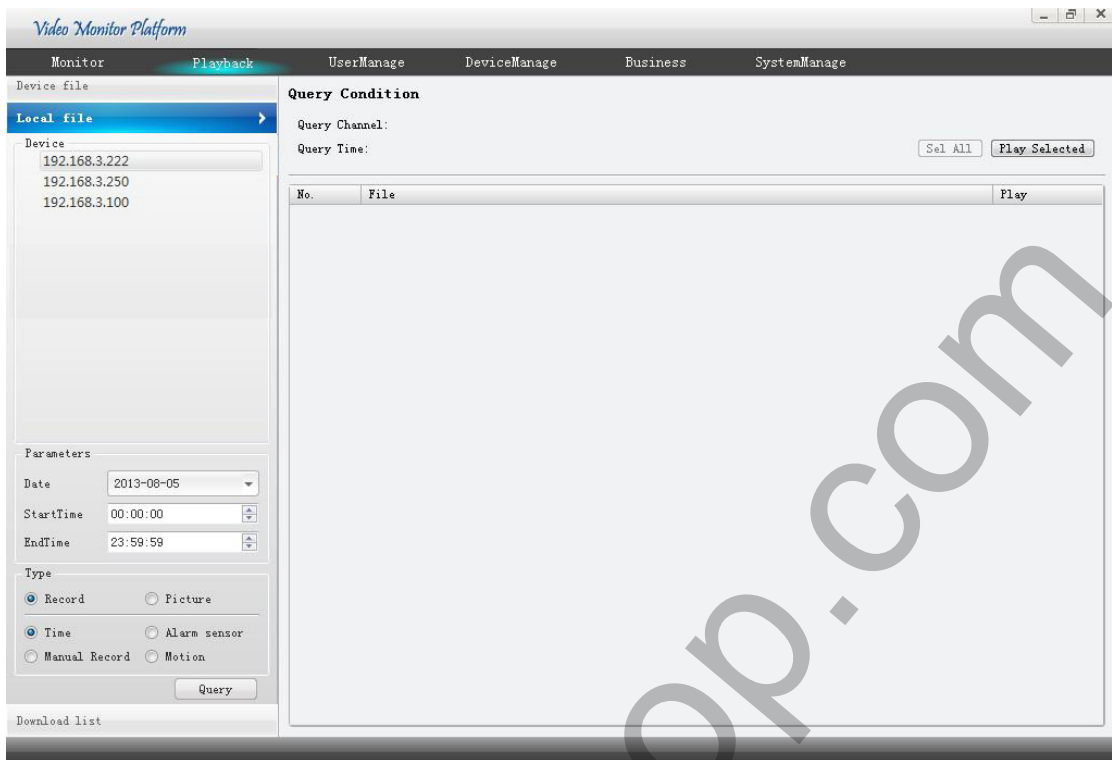 Video Monitor Platform
Monitor Playback UserManage DeviceManage Business SystemManage
Device file
Local file
Device
192.168.3.222
192.168.3.250
192.168.3.100
Parameters
Date 2013-08-05
StartTime 00:00:00
EndTime 23:59:59
Type
Record Picture
Time Alarm sensor
Manual Record Motion
Query
Download list
Query Condition
Query Channel:
Query Time:
Sel All Play Selected
No. File Play
op.com